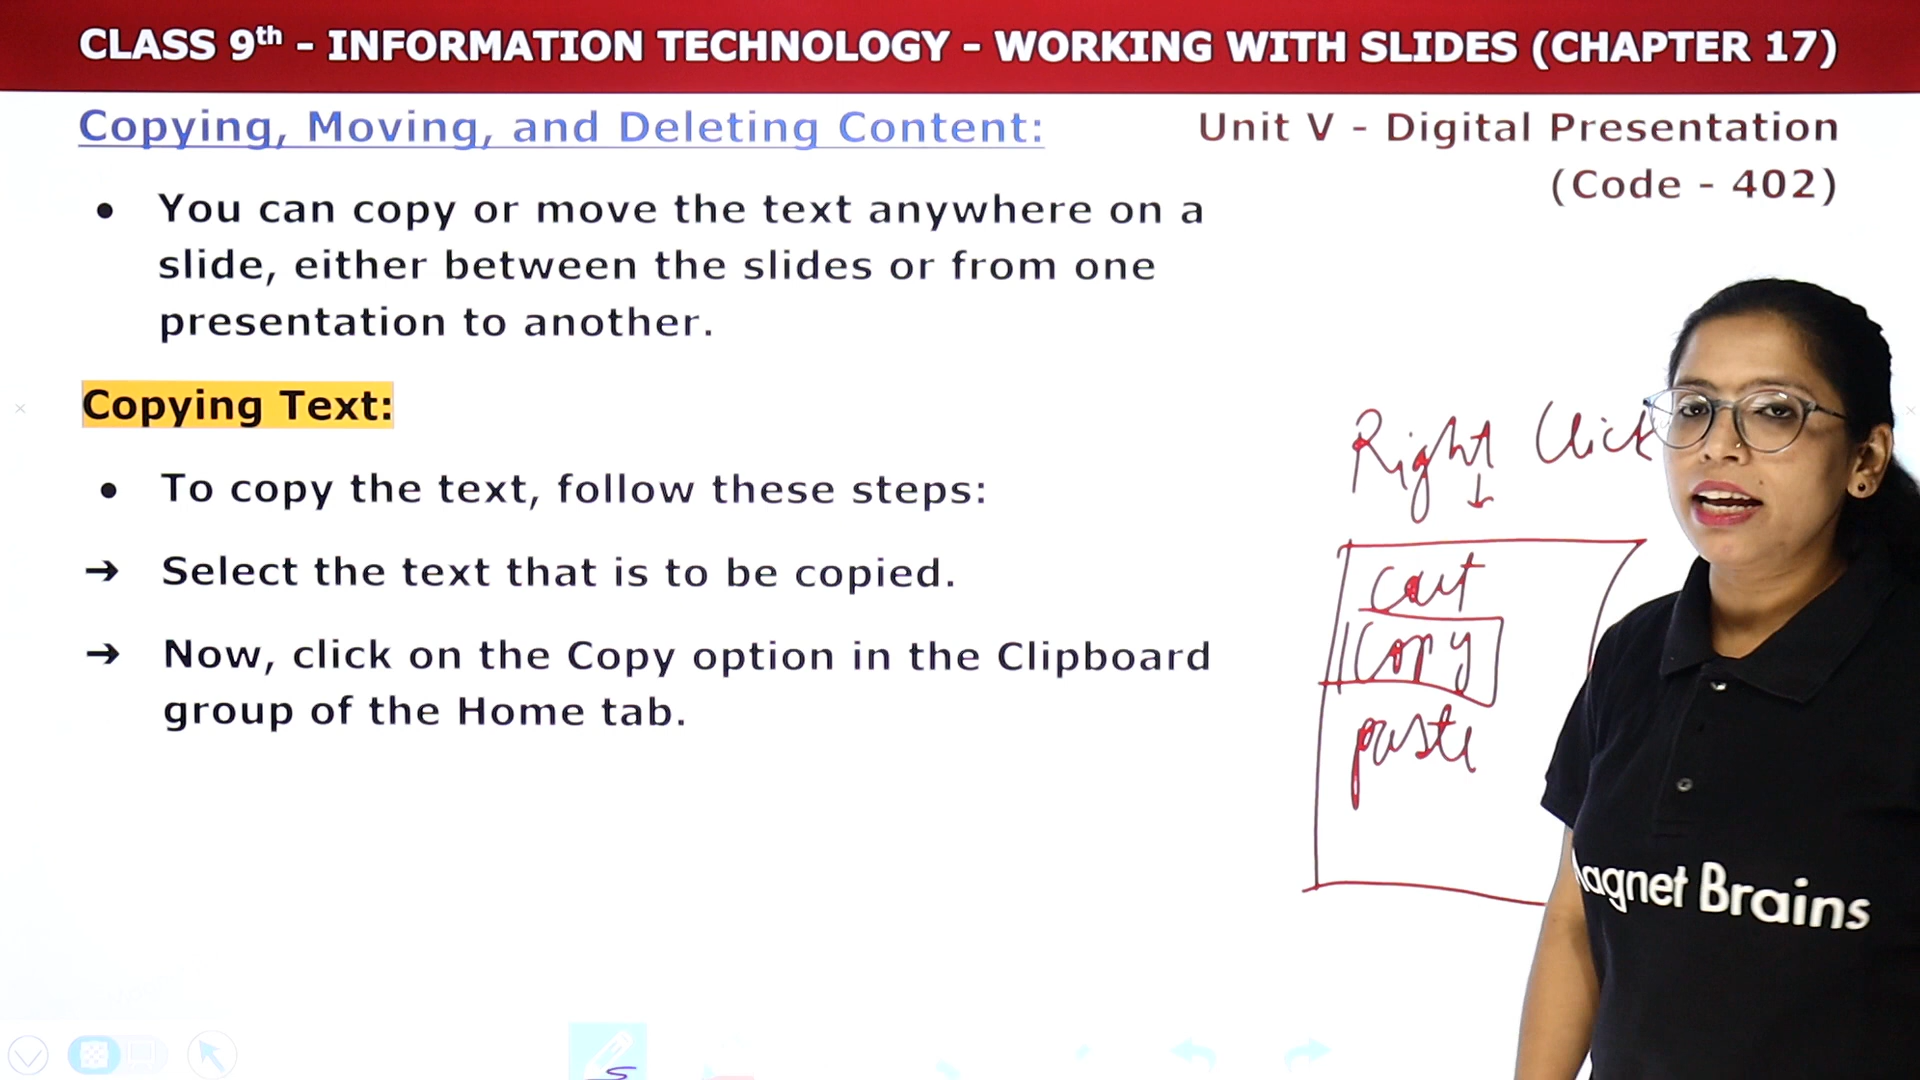 CLASS 9th - INFORMATION TECHNOLOGY - WORKING WITH SLIDES (CHAPTER 17)
Copying, Moving, and Deleting Content:
Unit V - Digital Presentation
(Code - 402)
• You can copy or move the text anywhere on a
slide, either between the slides or from one
presentation to another.
Copying Text:
• To copy the text, follow these steps:
→ Select the text that is to be copied.
→ Now, click on the Copy option in the Clipboard
group of the Home tab.
Right Click
↓
cut
Copy
paste
agnet Brains